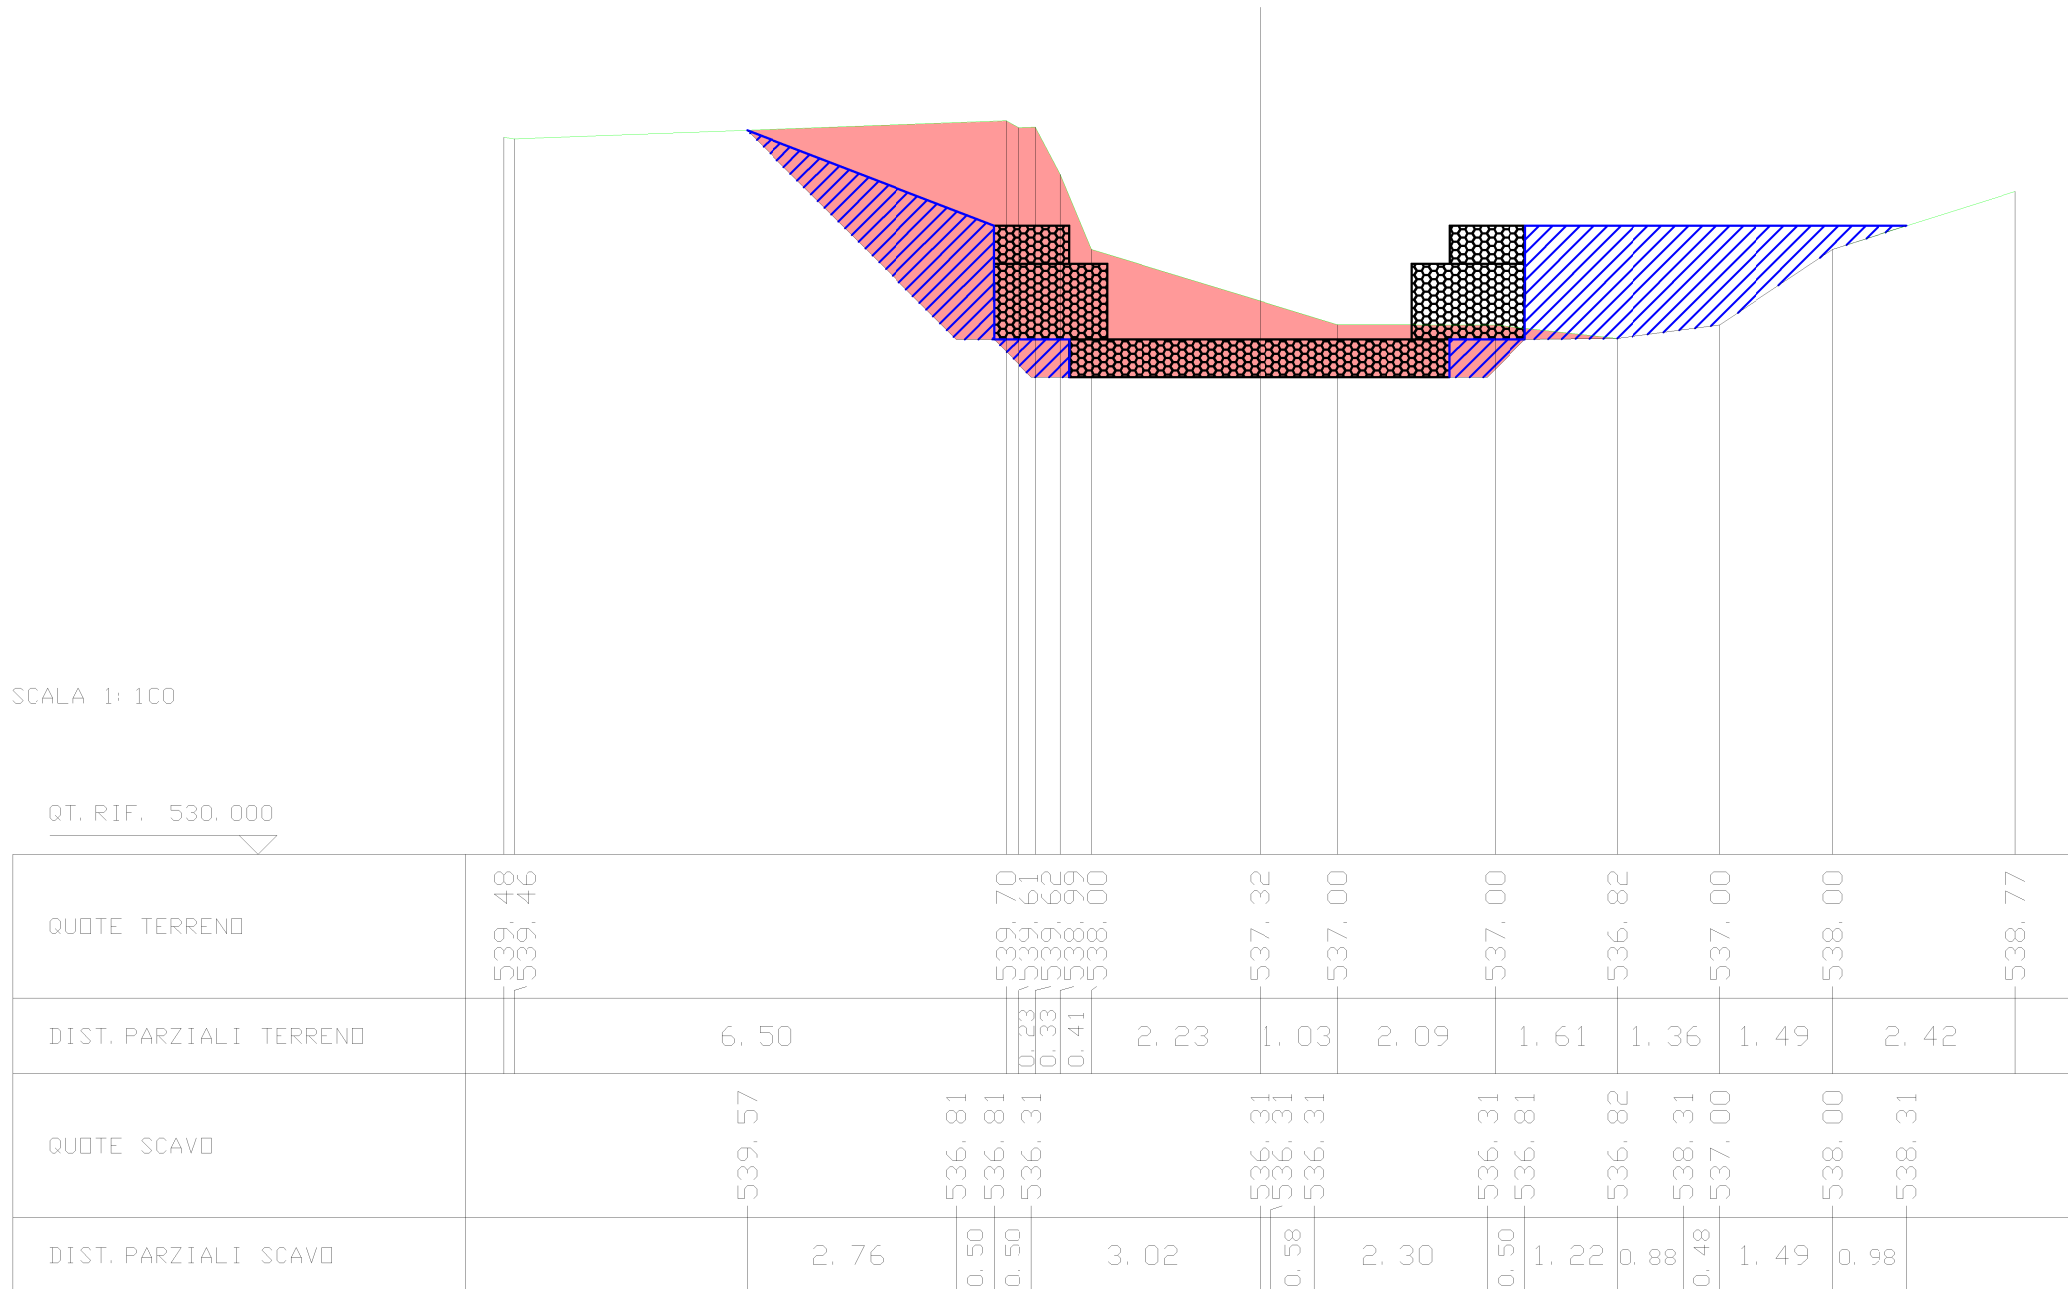 SCALA 1:100
QT.RIF. 530.000
QUOTE TERRENO 539.48 539.46 539.70 539.61 539.62 538.99 538.00 537.32 537.00 537.00 536.82 537.00 538.00 538.77
DIST.PARZIALI TERRENO 6.50 0.23 0.33 0.41 2.23 1.03 2.09 1.61 1.36 1.49 2.42
QUOTE SCAVO 539.57 536.81 536.81 536.31 536.31 536.31 536.31 536.31 536.81 536.82 538.31 537.00 538.00 538.31
DIST.PARZIALI SCAVO 2.76 0.50 0.50 3.02 0.58 2.30 0.50 1.22 0.88 0.48 1.49 0.98